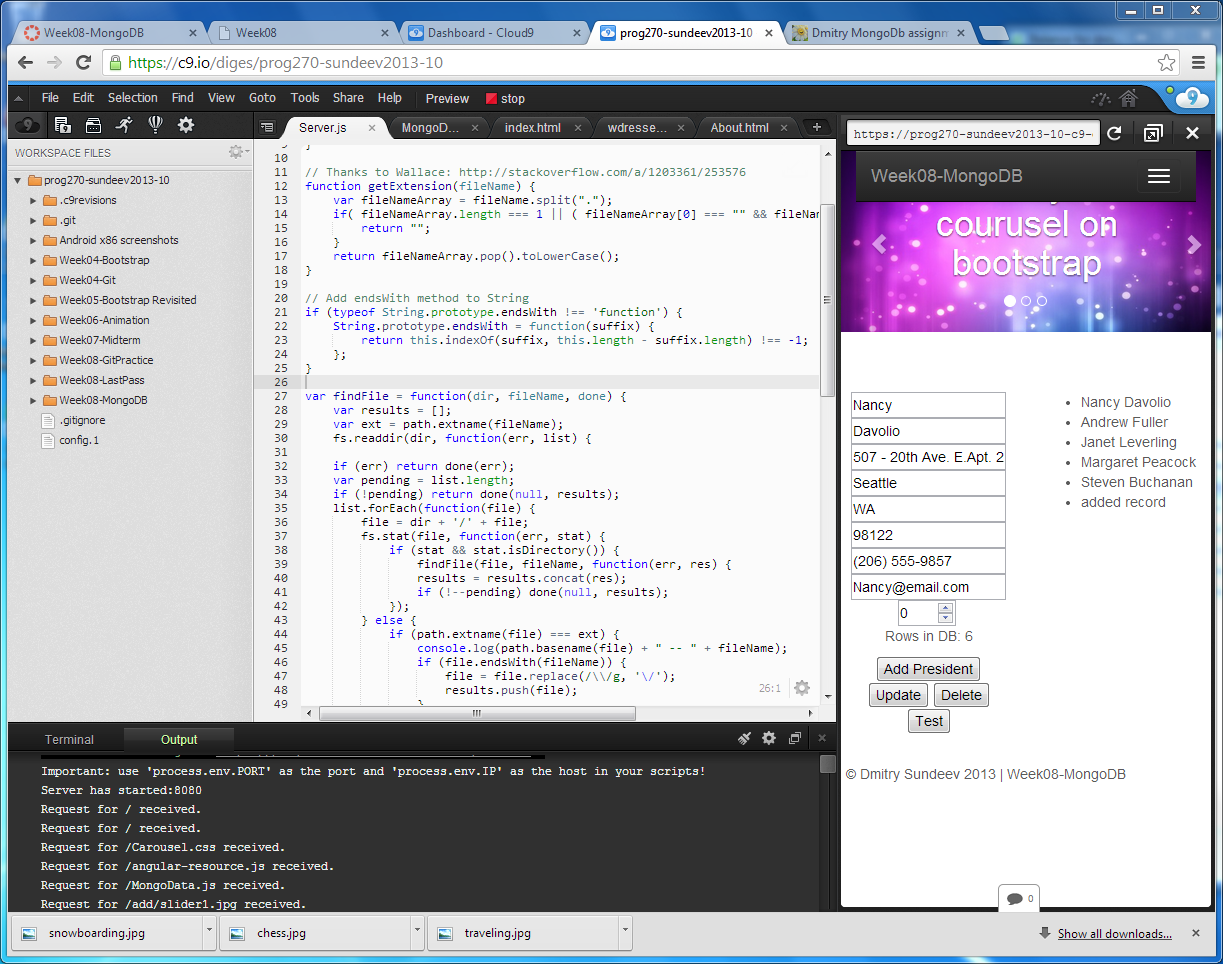 Week08-MongoDB
Week08
Dashboard - Cloud9
prog270-sundeev2013-10
Dmitry MongoDb assignm
https://c9.io/diges/prog270-sundeev2013-10
File Edit Selection Find View Goto Tools Share Help Preview stop
Server.js MongoD... index.html wdresse... About.html
https://prog270-sundeev2013-10-c9-
WORKSPACE FILES
prog270-sundeev2013-10
.c9revisions
.git
Android x86 screenshots
Week04-Bootstrap
Week04-Git
Week05-Bootstrap Revisited
Week06-Animation
Week07-Midterm
Week08-GitPractice
Week08-LastPass
Week08-MongoDB
.gitignore
config.1
9 }
10
11 // Thanks to Wallace: http://stackoverflow.com/a/1203361/253576
12 function getExtension(fileName) {
13 var fileNameArray = fileName.split(".");
14 if( fileNameArray.length === 1 || ( fileNameArray[0] === "" && fileNam
15 return "";
16 }
17 return fileNameArray.pop().toLowerCase();
18 }
19
20 // Add endsWith method to String
21 if (typeof String.prototype.endsWith !== 'function') {
22 String.prototype.endsWith = function(suffix) {
23 return this.indexOf(suffix, this.length - suffix.length) !== -1;
24 };
25 }
26
27 var findFile = function(dir, fileName, done) {
28 var results = [];
29 var ext = path.extname(fileName);
30 fs.readdir(dir, function(err, list) {
31
32 if (err) return done(err);
33 var pending = list.length;
34 if (!pending) return done(null, results);
35 list.forEach(function(file) {
36 file = dir + '/' + file;
37 fs.stat(file, function(err, stat) {
38 if (stat && stat.isDirectory()) {
39 findFile(file, fileName, function(err, res) {
40 results = results.concat(res);
41 if (!--pending) done(null, results);
42 });
43 } else {
44 if (path.extname(file) === ext) {
45 console.log(path.basename(file) + " -- " + fileName);
46 if (file.endsWith(fileName)) {
47 file = file.replace(/\\/g, '\/');
48 results.push(file);
49 }
26:1
Week08-MongoDB
courusel on
bootstrap
Nancy
Davolio
507 - 20th Ave. E.Apt. 2
Seattle
WA
98122
(206) 555-9857
Nancy@email.com
0
Rows in DB: 6
Add President
Update Delete
Test
Nancy Davolio
Andrew Fuller
Janet Leverling
Margaret Peacock
Steven Buchanan
added record
© Dmitry Sundeev 2013 | Week08-MongoDB
0
Terminal Output
Important: use 'process.env.PORT' as the port and 'process.env.IP' as the host in your scripts!
Server has started:8080
Request for / received.
Request for / received.
Request for /Carousel.css received.
Request for /angular-resource.js received.
Request for /MongoData.js received.
Request for /add/slider1.jpg received.
snowboarding.jpg chess.jpg traveling.jpg Show all downloads...